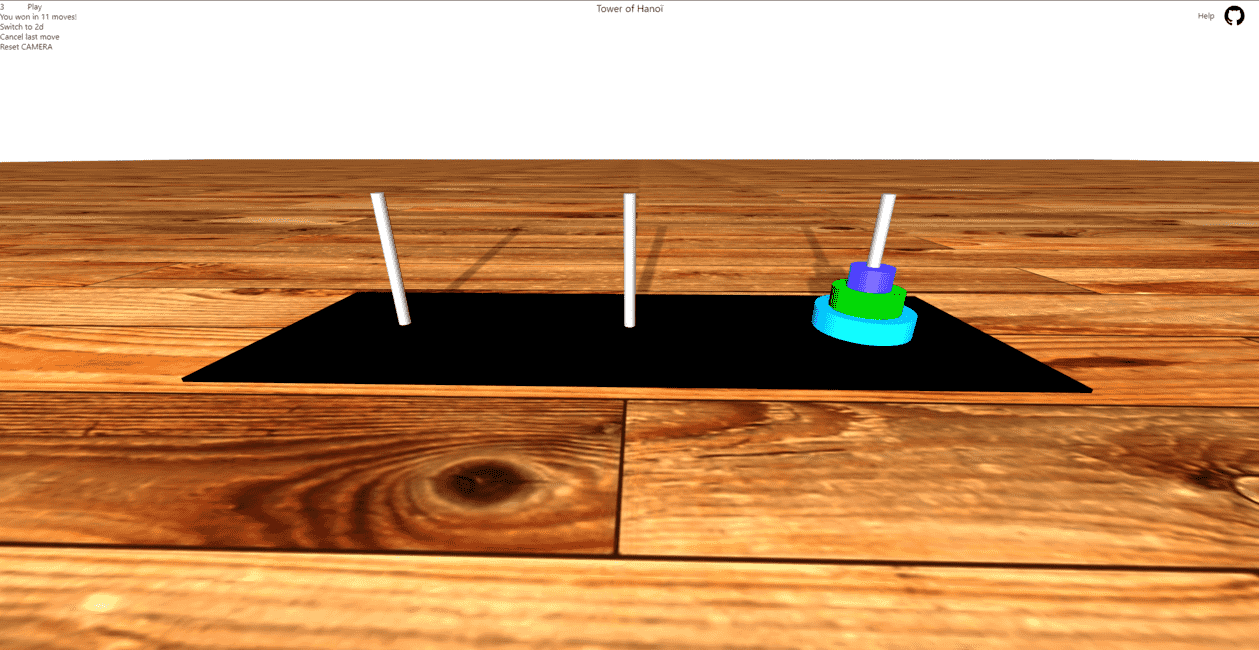 3 Play
You won in 11 moves!
Switch to 2d
Cancel last move
Reset CAMERA
Tower of Hanoï
Help